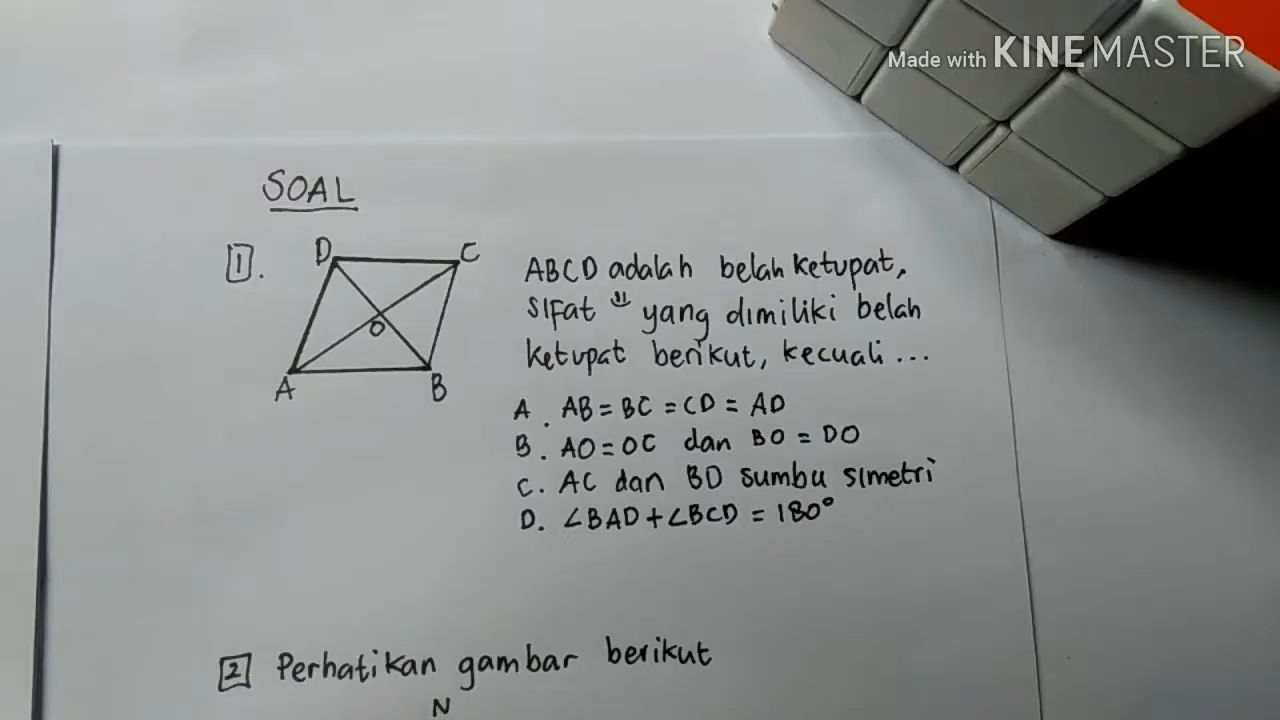 Made with KINEMASTER
SOAL
1.
D C
O
A B
ABCD adalah belah ketupat,
sifat yang dimiliki belah
ketupat berikut, kecuali ...
A. AB = BC = CD = AD
B. AO = OC dan BO = DO
C. AC dan BD sumbu simetri
D. ∠BAD + ∠BCD = 180°
2 Perhatikan gambar berikut
N